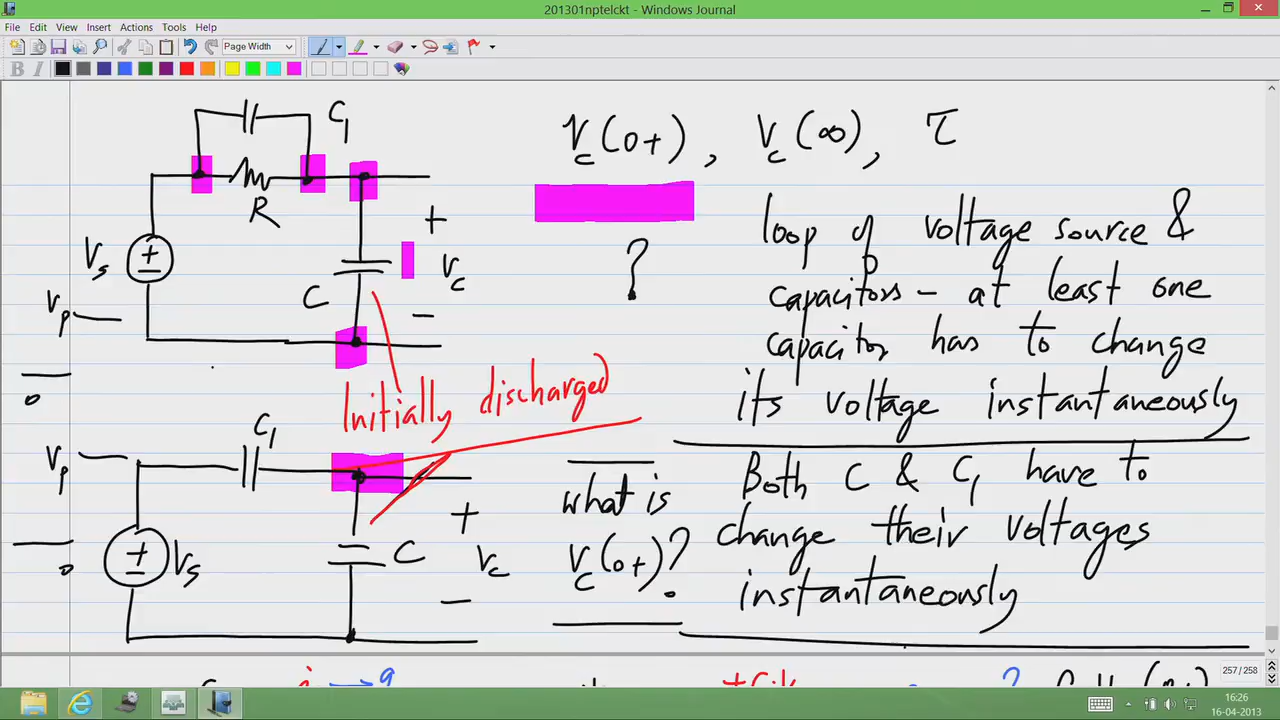 201301nptelckt - Windows Journal
File Edit View Insert Actions Tools Help
Page Width
B I
C1
R
Vs
Vp
0
C
+
Vc
−
Vc(0+), Vc(∞), τ
?
loop of voltage source &
capacitors – at least one
capacitor has to change
its voltage instantaneously
Initially discharged
Vp
0
C1
+
−
Vs
C
+
Vc
−
what is
Vc(0+)?
Both C & C1 have to
change their voltages
instantaneously
257 / 258
16:26
16-04-2013